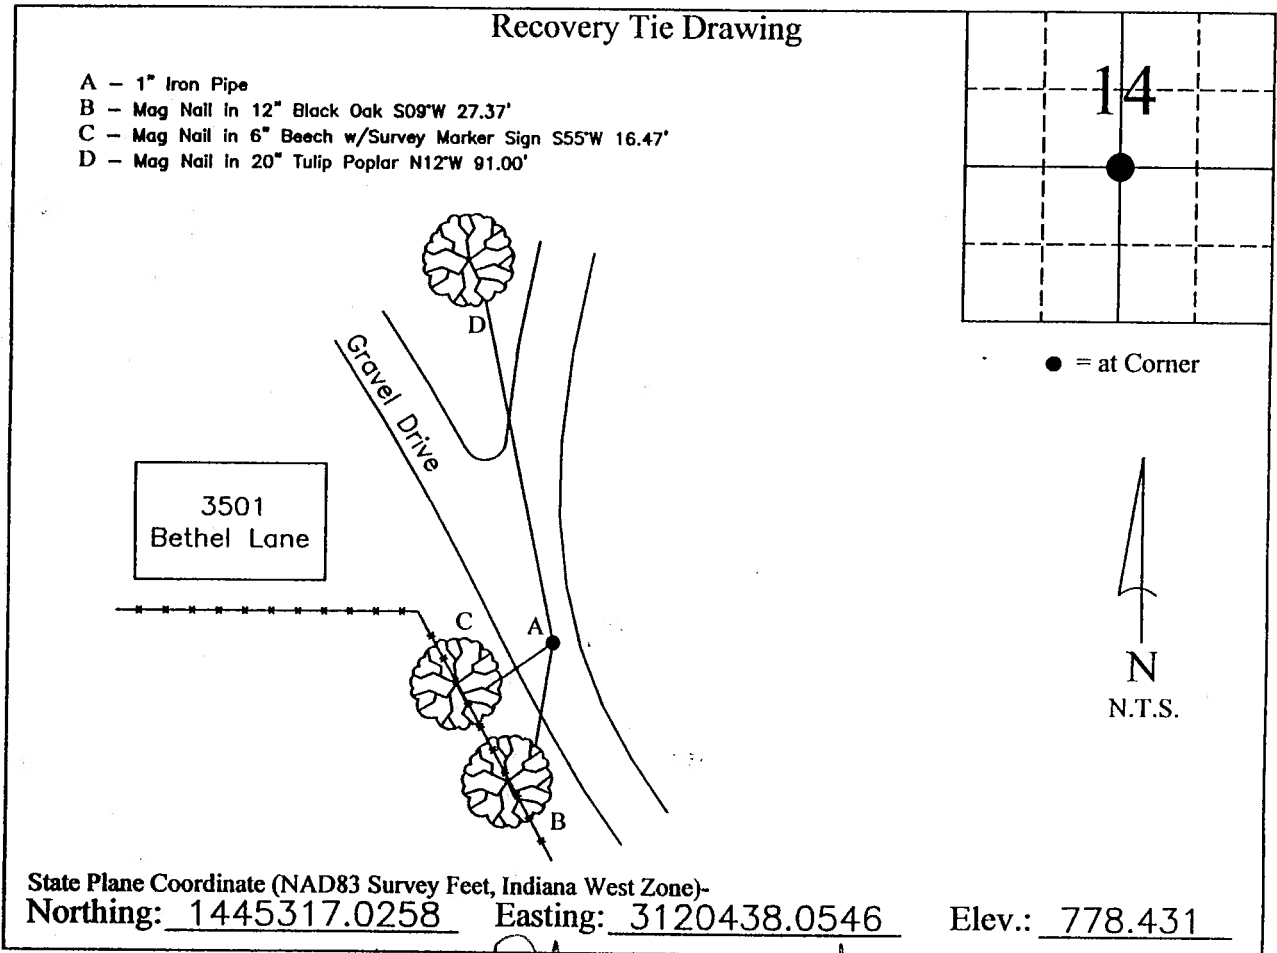 Recovery Tie Drawing
A – 1" Iron Pipe
B – Mag Nail in 12" Black Oak S09°W 27.37'
C – Mag Nail in 6" Beech w/Survey Marker Sign S55°W 16.47'
D – Mag Nail in 20" Tulip Poplar N12°W 91.00'
14
● = at Corner
D
Gravel Drive
3501
Bethel Lane
C
A
B
N
N.T.S.
State Plane Coordinate (NAD83 Survey Feet, Indiana West Zone)-
Northing: 1445317.0258 Easting: 3120438.0546 Elev.: 778.431